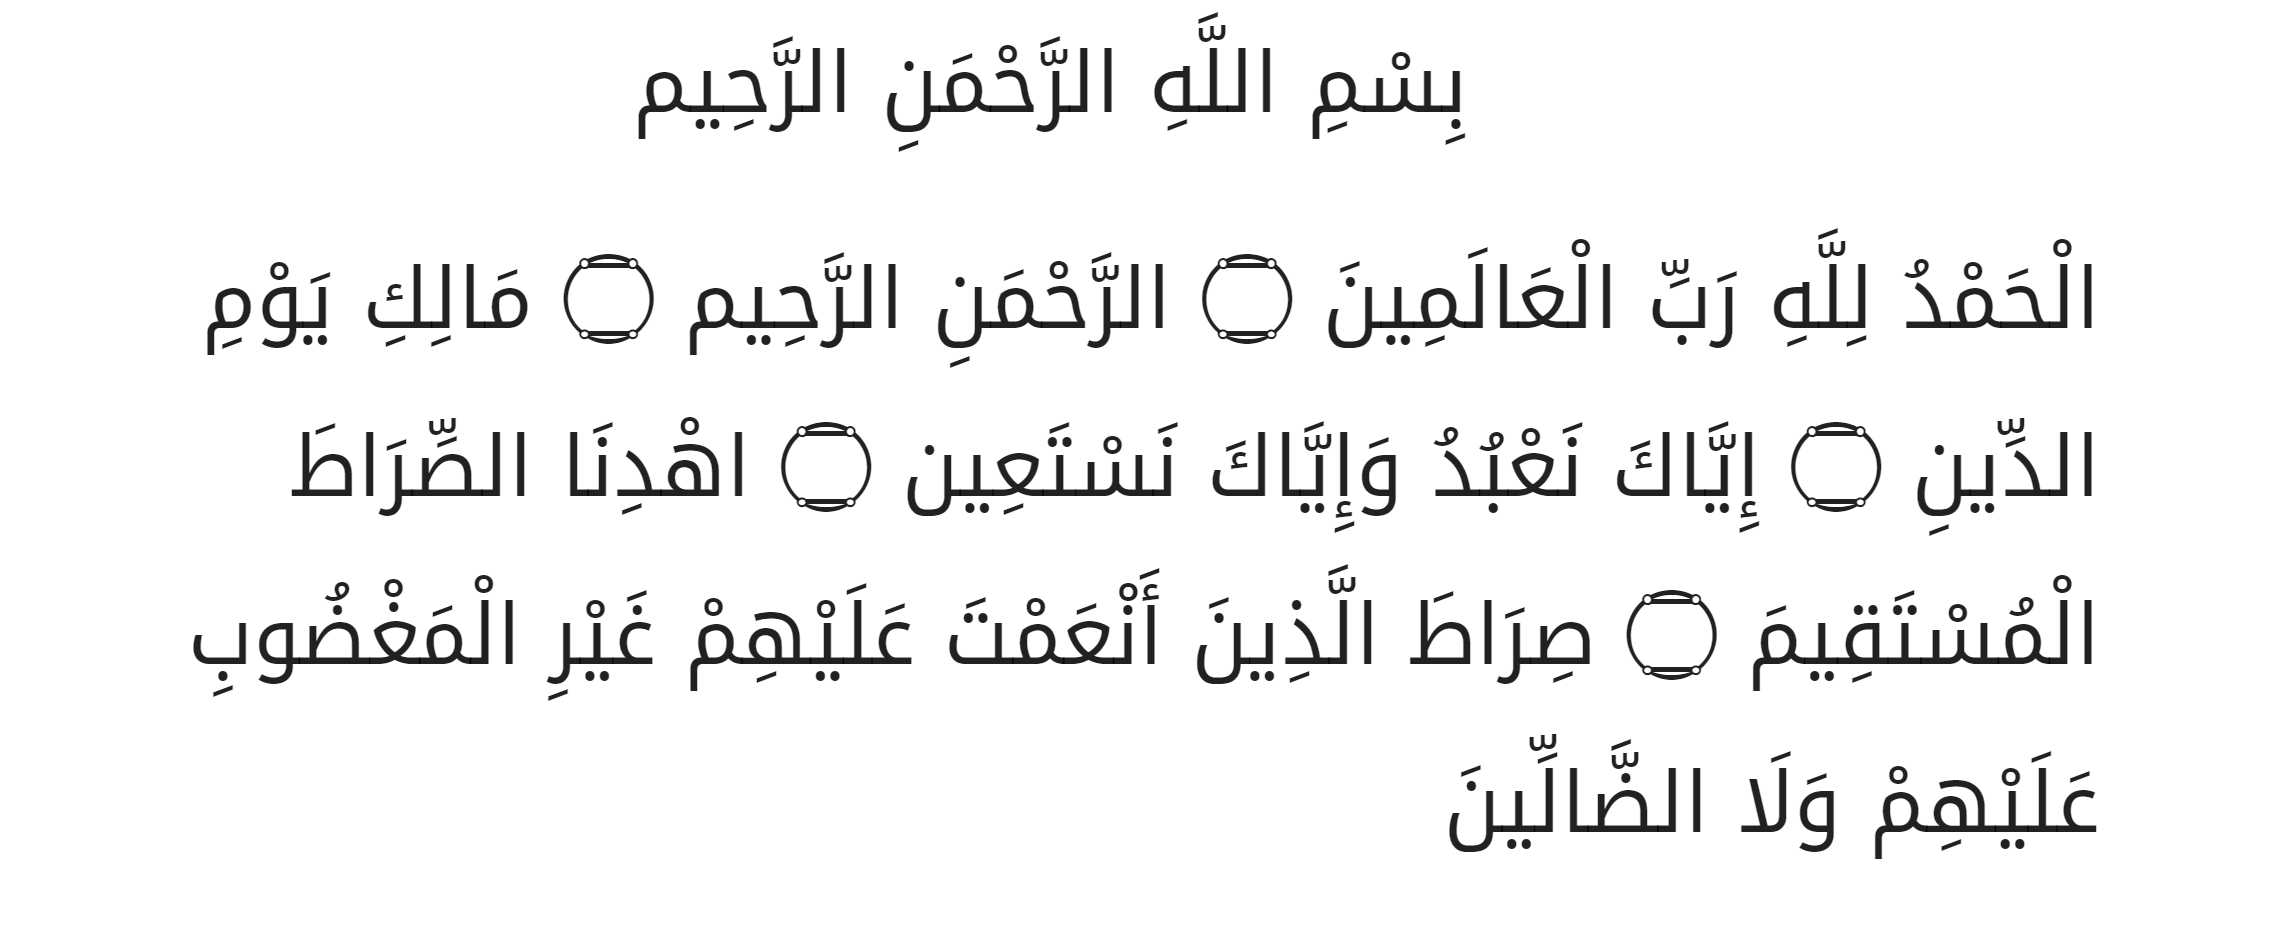 بِسْمِ اللَّهِ الرَّحْمَنِ الرَّحِيم
الْحَمْدُ لِلَّهِ رَبِّ الْعَالَمِينَ ۝ الرَّحْمَنِ الرَّحِيم ۝ مَالِكِ يَوْمِ
الدِّينِ ۝ إِيَّاكَ نَعْبُدُ وَإِيَّاكَ نَسْتَعِين ۝ اهْدِنَا الصِّرَاطَ
الْمُسْتَقِيمَ ۝ صِرَاطَ الَّذِينَ أَنْعَمْتَ عَلَيْهِمْ غَيْرِ الْمَغْضُوبِ
عَلَيْهِمْ وَلَا الضَّالِّينَ